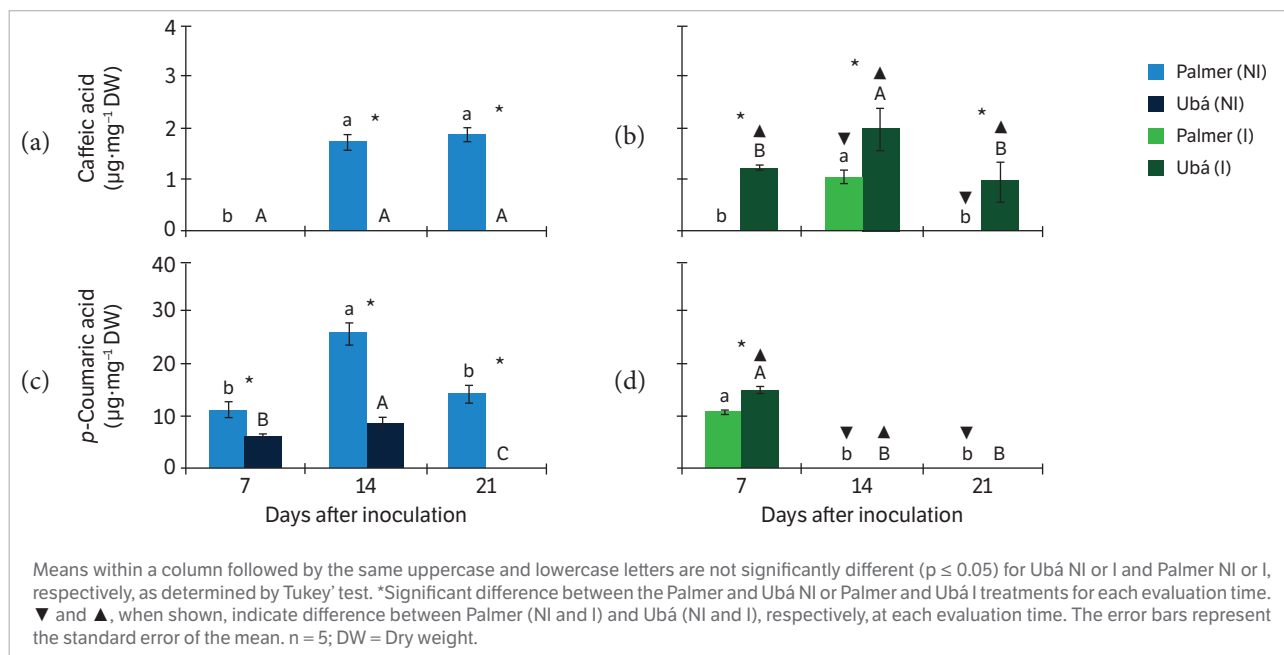 4
3
2
1
0
Caffeic acid
(µg·mg⁻¹ DW)
(a)
b A
a *
A
a *
A
(b)
b
* ▲
B
▼
a
* ▲
A
▼
b
* ▲
B
Palmer (NI)
Ubá (NI)
Palmer (I)
Ubá (I)
40
30
20
10
0
p-Coumaric acid
(µg·mg⁻¹ DW)
(c)
b *
B
a *
A
b *
C
7 14 21
Days after inoculation
(d)
a
* ▲
A
▼ ▲
b B
▼
b B
7 14 21
Days after inoculation
Means within a column followed by the same uppercase and lowercase letters are not significantly different (p ≤ 0.05) for Ubá NI or I and Palmer NI or I,
respectively, as determined by Tukey’ test. *Significant difference between the Palmer and Ubá NI or Palmer and Ubá I treatments for each evaluation time.
▼ and ▲, when shown, indicate difference between Palmer (NI and I) and Ubá (NI and I), respectively, at each evaluation time. The error bars represent
the standard error of the mean. n = 5; DW = Dry weight.